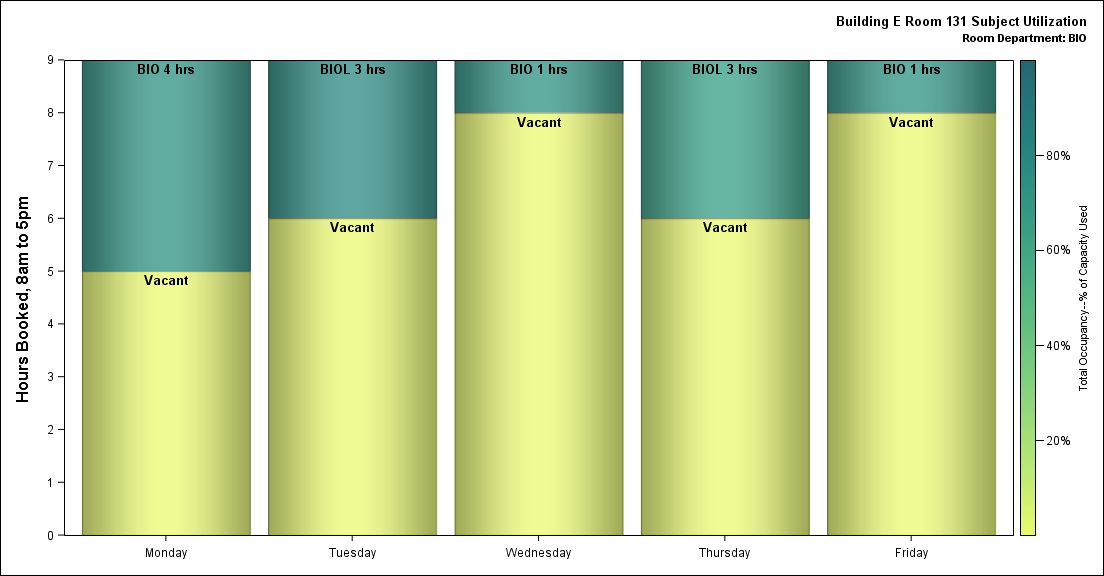 Building E Room 131 Subject Utilization
Room Department: BIO
Hours Booked, 8am to 5pm
9
8
7
6
5
4
3
2
1
0
BIO 4 hrs
Vacant
BIOL 3 hrs
Vacant
BIO 1 hrs
Vacant
BIOL 3 hrs
Vacant
BIO 1 hrs
Vacant
Monday
Tuesday
Wednesday
Thursday
Friday
80%
60%
40%
20%
Total Occupancy--% of Capacity Used